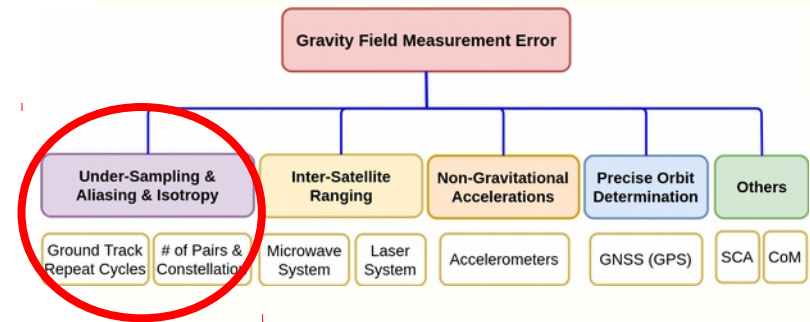 Gravity Field Measurement Error
Under-Sampling &
Aliasing & Isotropy
Inter-Satellite
Ranging
Non-Gravitational
Accelerations
Precise Orbit
Determination
Others
Ground Track
Repeat Cycles
# of Pairs &
Constellation
Microwave
System
Laser
System
Accelerometers
GNSS (GPS)
SCA
CoM